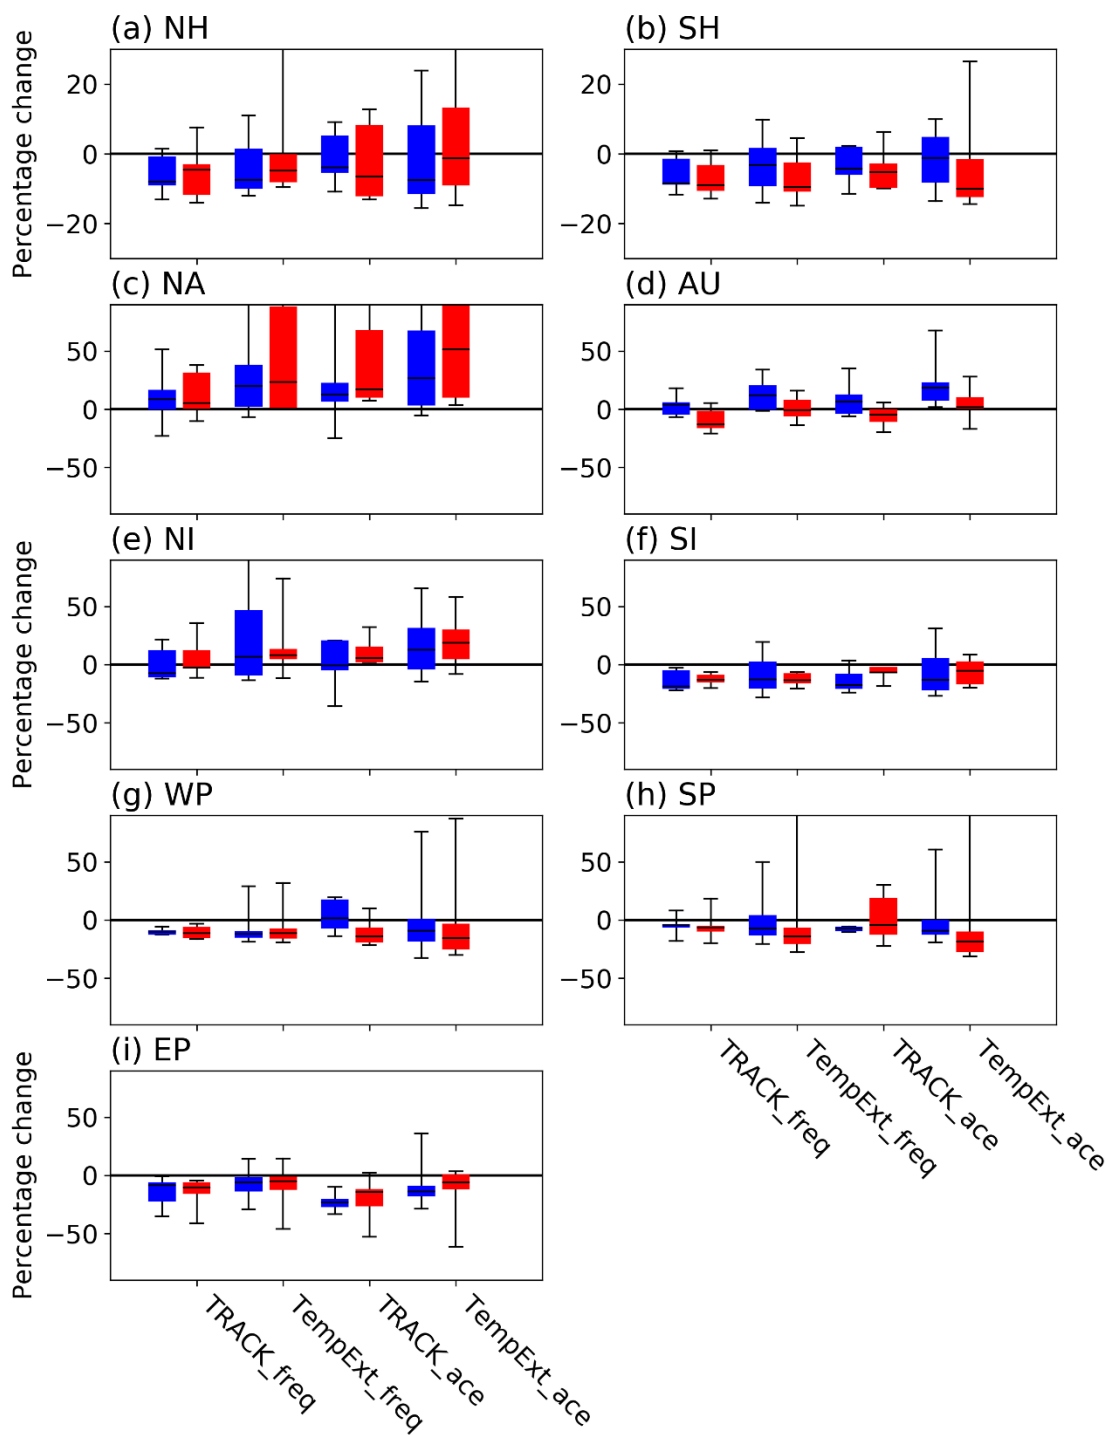 (a) NH
(b) SH
Percentage change
20
0
−20
20
0
−20
(c) NA
(d) AU
50
0
−50
50
0
−50
(e) NI
(f) SI
Percentage change
50
0
−50
50
0
−50
(g) WP
(h) SP
50
0
−50
50
0
−50
TRACK_freq
TempExt_freq
TRACK_ace
TempExt_ace
(i) EP
Percentage change
50
0
−50
TRACK_freq
TempExt_freq
TRACK_ace
TempExt_ace